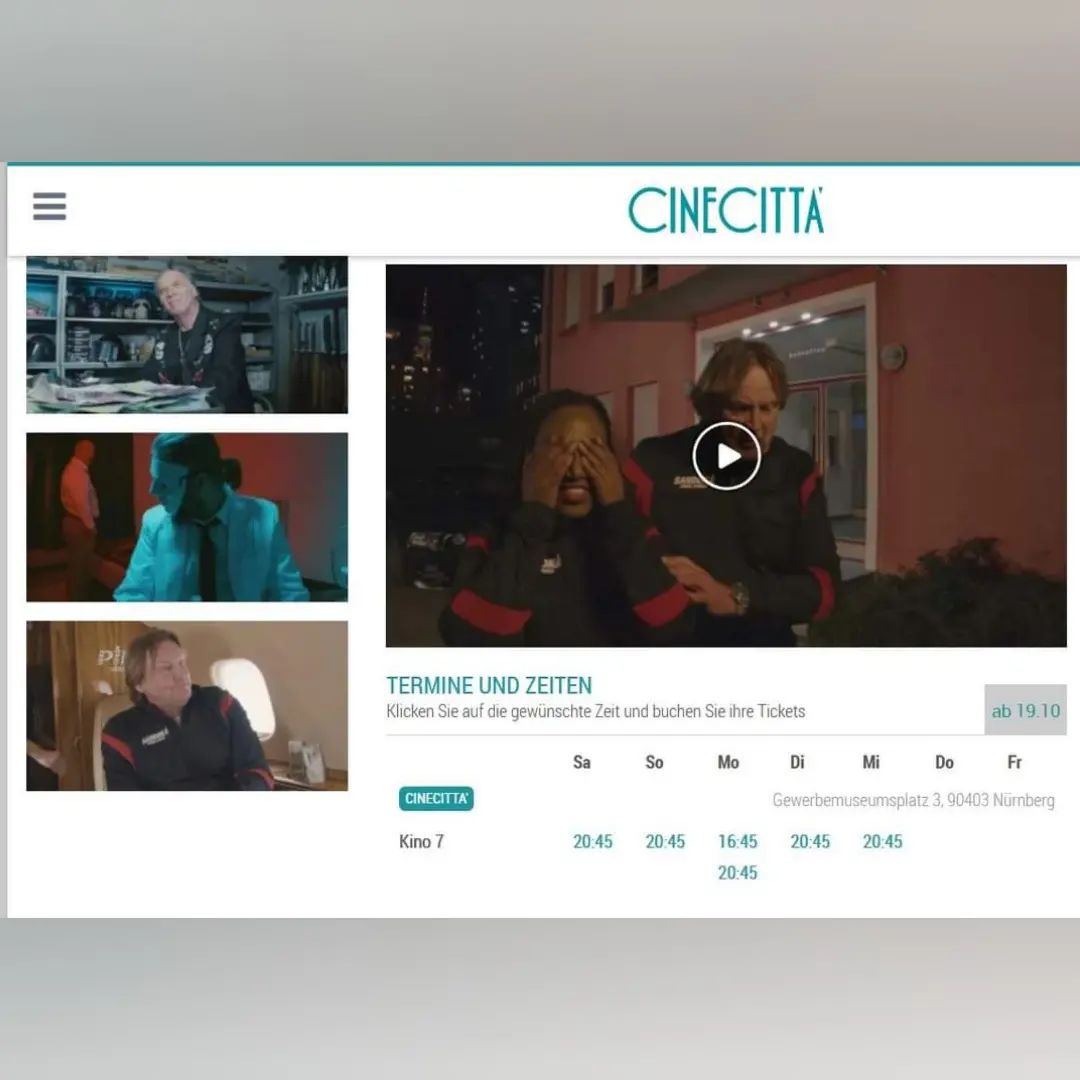 CINECITTÀ
TERMINE UND ZEITEN
Klicken Sie auf die gewünschte Zeit und buchen Sie ihre Tickets
ab 19.10
Sa So Mo Di Mi Do Fr
CINECITTA'
Gewerbemuseumsplatz 3, 90403 Nürnberg
Kino 7 20:45 20:45 16:45 20:45 20:45
20:45